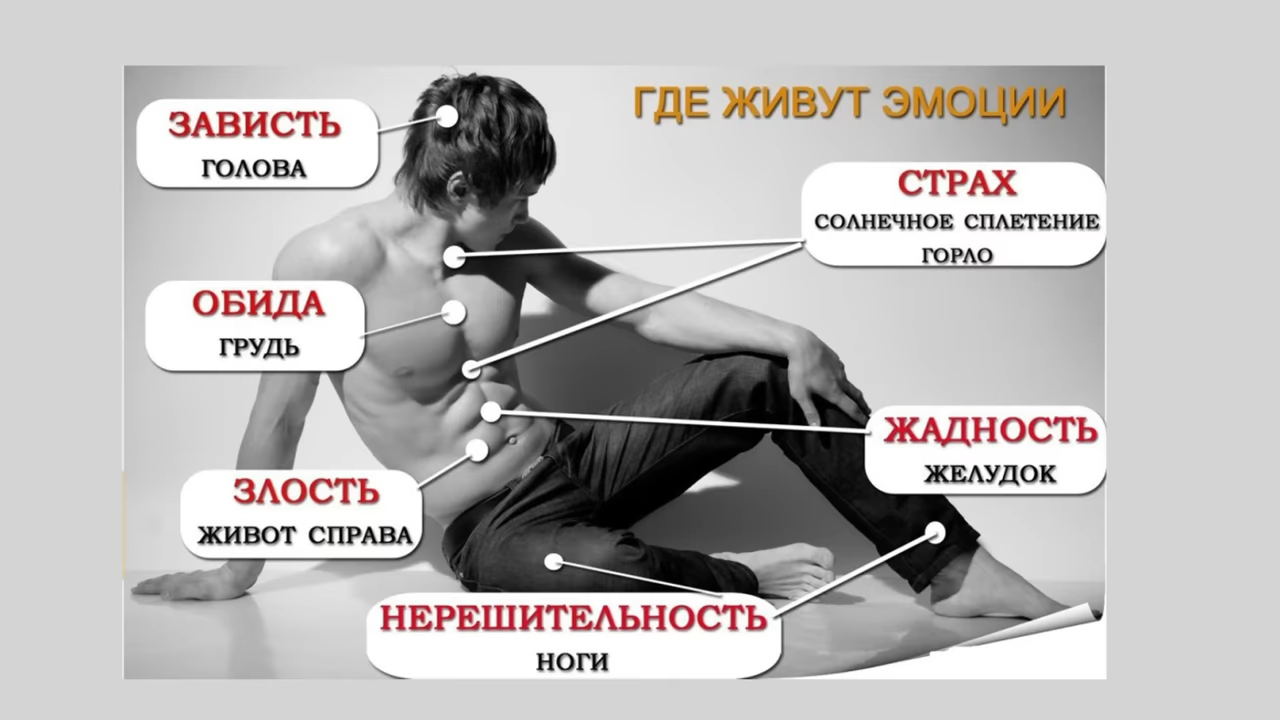 ГДЕ ЖИВУТ ЭМОЦИИ
ЗАВИСТЬ
ГОЛОВА
СТРАХ
СОЛНЕЧНОЕ СПЛЕТЕНИЕ
ГОРЛО
ОБИДА
ГРУДЬ
ЖАДНОСТЬ
ЖЕЛУДОК
ЗЛОСТЬ
ЖИВОТ СПРАВА
НЕРЕШИТЕЛЬНОСТЬ
НОГИ